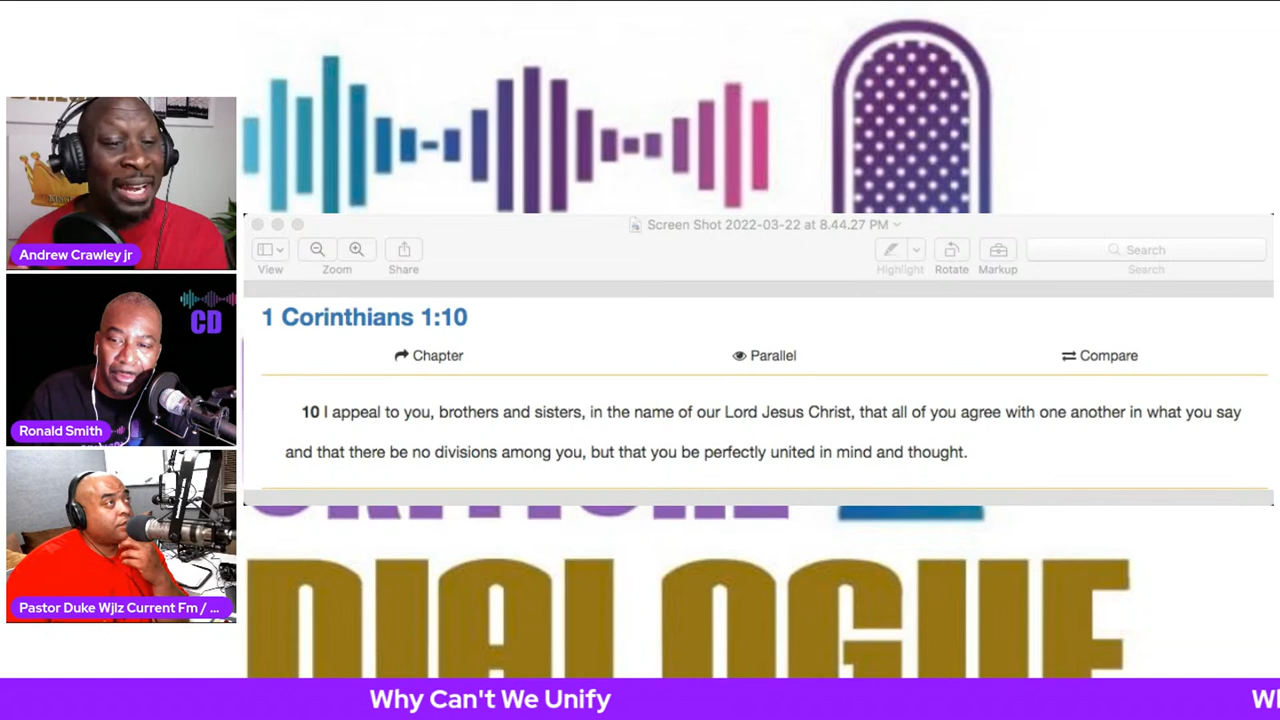 Andrew Crawley jr
CD
Ronald Smith
Pastor Duke Wjlz Current Fm / ...
Screen Shot 2022-03-22 at 8.44.27 PM
View
Zoom
Share
Highlight
Rotate
Markup
Search
Search
1 Corinthians 1:10
Chapter
Parallel
Compare
10 I appeal to you, brothers and sisters, in the name of our Lord Jesus Christ, that all of you agree with one another in what you say
and that there be no divisions among you, but that you be perfectly united in mind and thought.
DIALOGUE
Why Can't We Unify